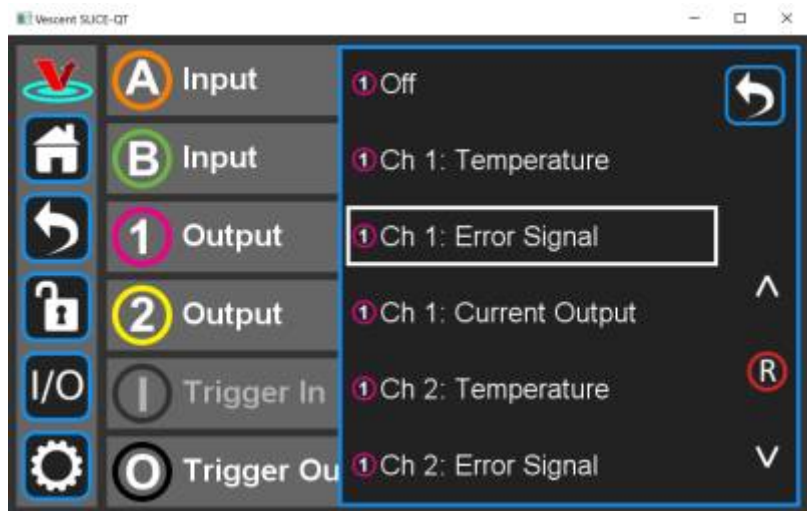 Vescent SLICE-QT
A Input
B Input
1 Output
2 Output
I/O
I Trigger In
O Trigger Ou
1 Off
1 Ch 1: Temperature
1 Ch 1: Error Signal
1 Ch 1: Current Output
1 Ch 2: Temperature
1 Ch 2: Error Signal
R